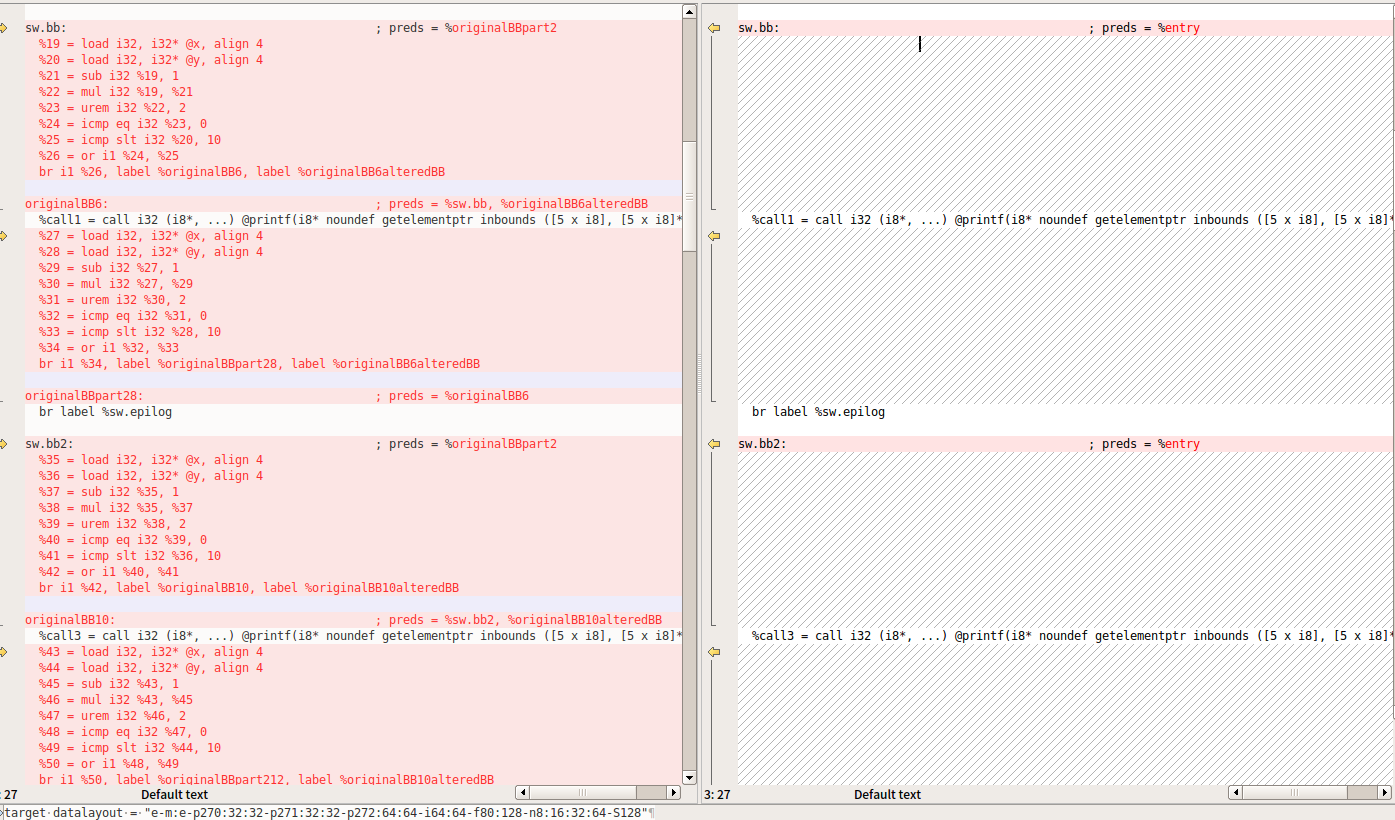 sw.bb: ; preds = %originalBBpart2
%19 = load i32, i32* @x, align 4
%20 = load i32, i32* @y, align 4
%21 = sub i32 %19, 1
%22 = mul i32 %19, %21
%23 = urem i32 %22, 2
%24 = icmp eq i32 %23, 0
%25 = icmp slt i32 %20, 10
%26 = or i1 %24, %25
br i1 %26, label %originalBB6, label %originalBB6alteredBB
originalBB6: ; preds = %sw.bb, %originalBB6alteredBB
%call1 = call i32 (i8*, ...) @printf(i8* noundef getelementptr inbounds ([5 x i8], [5 x i8]*
%27 = load i32, i32* @x, align 4
%28 = load i32, i32* @y, align 4
%29 = sub i32 %27, 1
%30 = mul i32 %27, %29
%31 = urem i32 %30, 2
%32 = icmp eq i32 %31, 0
%33 = icmp slt i32 %28, 10
%34 = or i1 %32, %33
br i1 %34, label %originalBBpart28, label %originalBB6alteredBB
originalBBpart28: ; preds = %originalBB6
br label %sw.epilog
sw.bb2: ; preds = %originalBBpart2
%35 = load i32, i32* @x, align 4
%36 = load i32, i32* @y, align 4
%37 = sub i32 %35, 1
%38 = mul i32 %35, %37
%39 = urem i32 %38, 2
%40 = icmp eq i32 %39, 0
%41 = icmp slt i32 %36, 10
%42 = or i1 %40, %41
br i1 %42, label %originalBB10, label %originalBB10alteredBB
originalBB10: ; preds = %sw.bb2, %originalBB10alteredBB
%call3 = call i32 (i8*, ...) @printf(i8* noundef getelementptr inbounds ([5 x i8], [5 x i8]*
%43 = load i32, i32* @x, align 4
%44 = load i32, i32* @y, align 4
%45 = sub i32 %43, 1
%46 = mul i32 %43, %45
%47 = urem i32 %46, 2
%48 = icmp eq i32 %47, 0
%49 = icmp slt i32 %44, 10
%50 = or i1 %48, %49
br i1 %50, label %originalBBpart212, label %originalBB10alteredBB
: 27 Default text
sw.bb: ; preds = %entry
%call1 = call i32 (i8*, ...) @printf(i8* noundef getelementptr inbounds ([5 x i8], [5 x i8]*
br label %sw.epilog
sw.bb2: ; preds = %entry
%call3 = call i32 (i8*, ...) @printf(i8* noundef getelementptr inbounds ([5 x i8], [5 x i8]*
3: 27 Default text
target·datalayout·=·"e-m:e-p270:32:32-p271:32:32-p272:64:64-i64:64-f80:128-n8:16:32:64-S128"¶